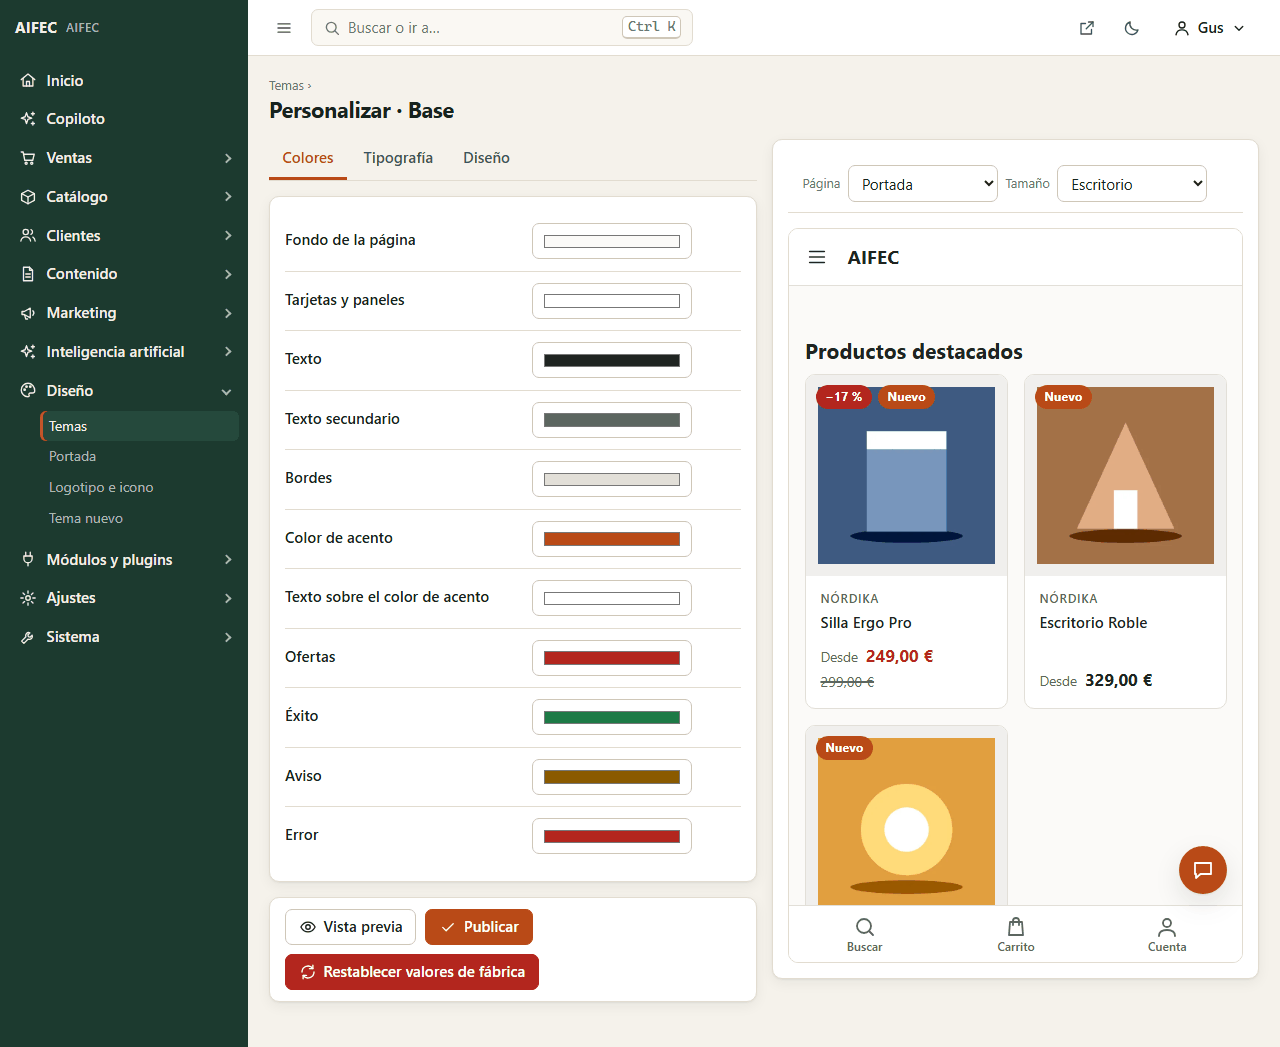 AIFEC AIFEC
Inicio
Copiloto
Ventas
Catálogo
Clientes
Contenido
Marketing
Inteligencia artificial
Diseño
Temas
Portada
Logotipo e icono
Tema nuevo
Módulos y plugins
Ajustes
Sistema
Buscar o ir a... Ctrl K
Gus
Temas ›
Personalizar · Base
Colores Tipografía Diseño
Fondo de la página
Tarjetas y paneles
Texto
Texto secundario
Bordes
Color de acento
Texto sobre el color de acento
Ofertas
Éxito
Aviso
Error
Vista previa Publicar
Restablecer valores de fábrica
Página Portada Tamaño Escritorio
AIFEC
Productos destacados
−17 % Nuevo
NÓRDIKA
Silla Ergo Pro
Desde 249,00 €
299,00 €
Nuevo
NÓRDIKA
Escritorio Roble
Desde 329,00 €
Nuevo
Buscar Carrito Cuenta